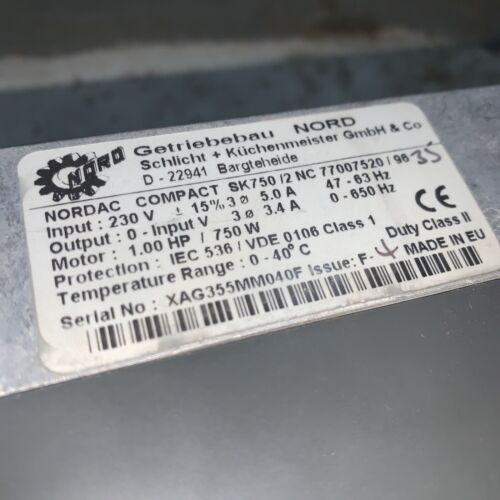 NORD
Getriebebau NORD
Schlicht + Küchenmeister GmbH & Co
D - 22941 Bargteheide
NORDAC COMPACT SK750 /2 NC 77007520 / 98 35
Input : 230 V ± 15% 3 ø 5.0 A 47 - 63 Hz
Output : 0 - Input V 3 ø 3.4 A 0 - 650 Hz
Motor : 1.00 HP / 750 W
Protection : IEC 536 / VDE 0106 Class 1 Duty Class II
Temperature Range : 0 - 40°C
Serial No : XAG355MM040F Issue: F-4 MADE IN EU
CE